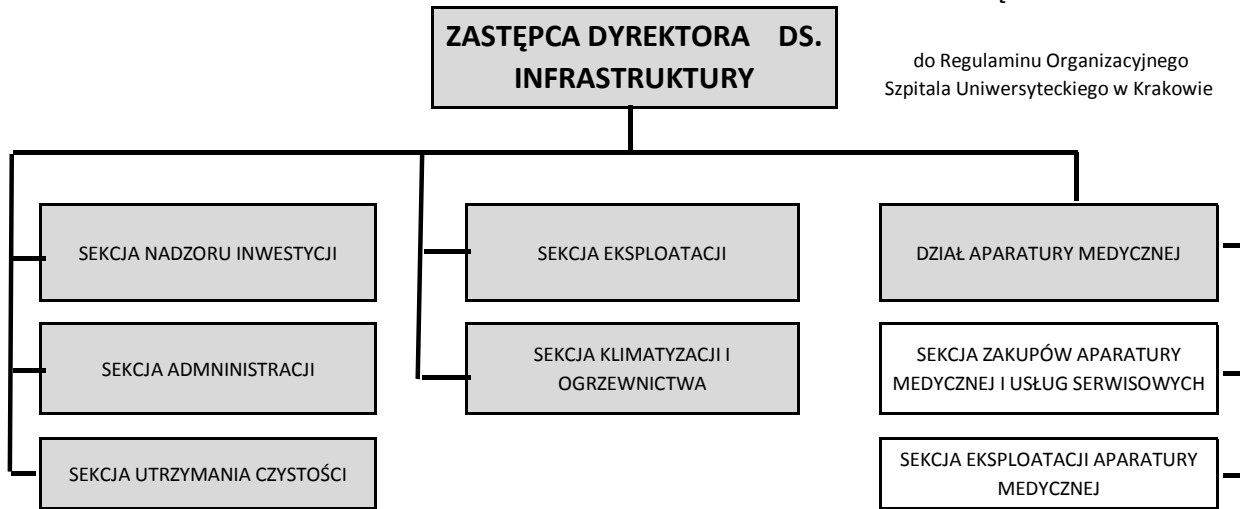 ZASTĘPCA DYREKTORA DS.
INFRASTRUKTURY
do Regulaminu Organizacyjnego
Szpitala Uniwersyteckiego w Krakowie
SEKCJA NADZORU INWESTYCJI
SEKCJA EKSPLOATACJI
DZIAŁ APARATURY MEDYCZNEJ
SEKCJA ADMNINISTRACJI
SEKCJA KLIMATYZACJI I
OGRZEWNICTWA
SEKCJA ZAKUPÓW APARATURY
MEDYCZNEJ I USŁUG SERWISOWYCH
SEKCJA UTRZYMANIA CZYSTOŚCI
SEKCJA EKSPLOATACJI APARATURY
MEDYCZNEJ